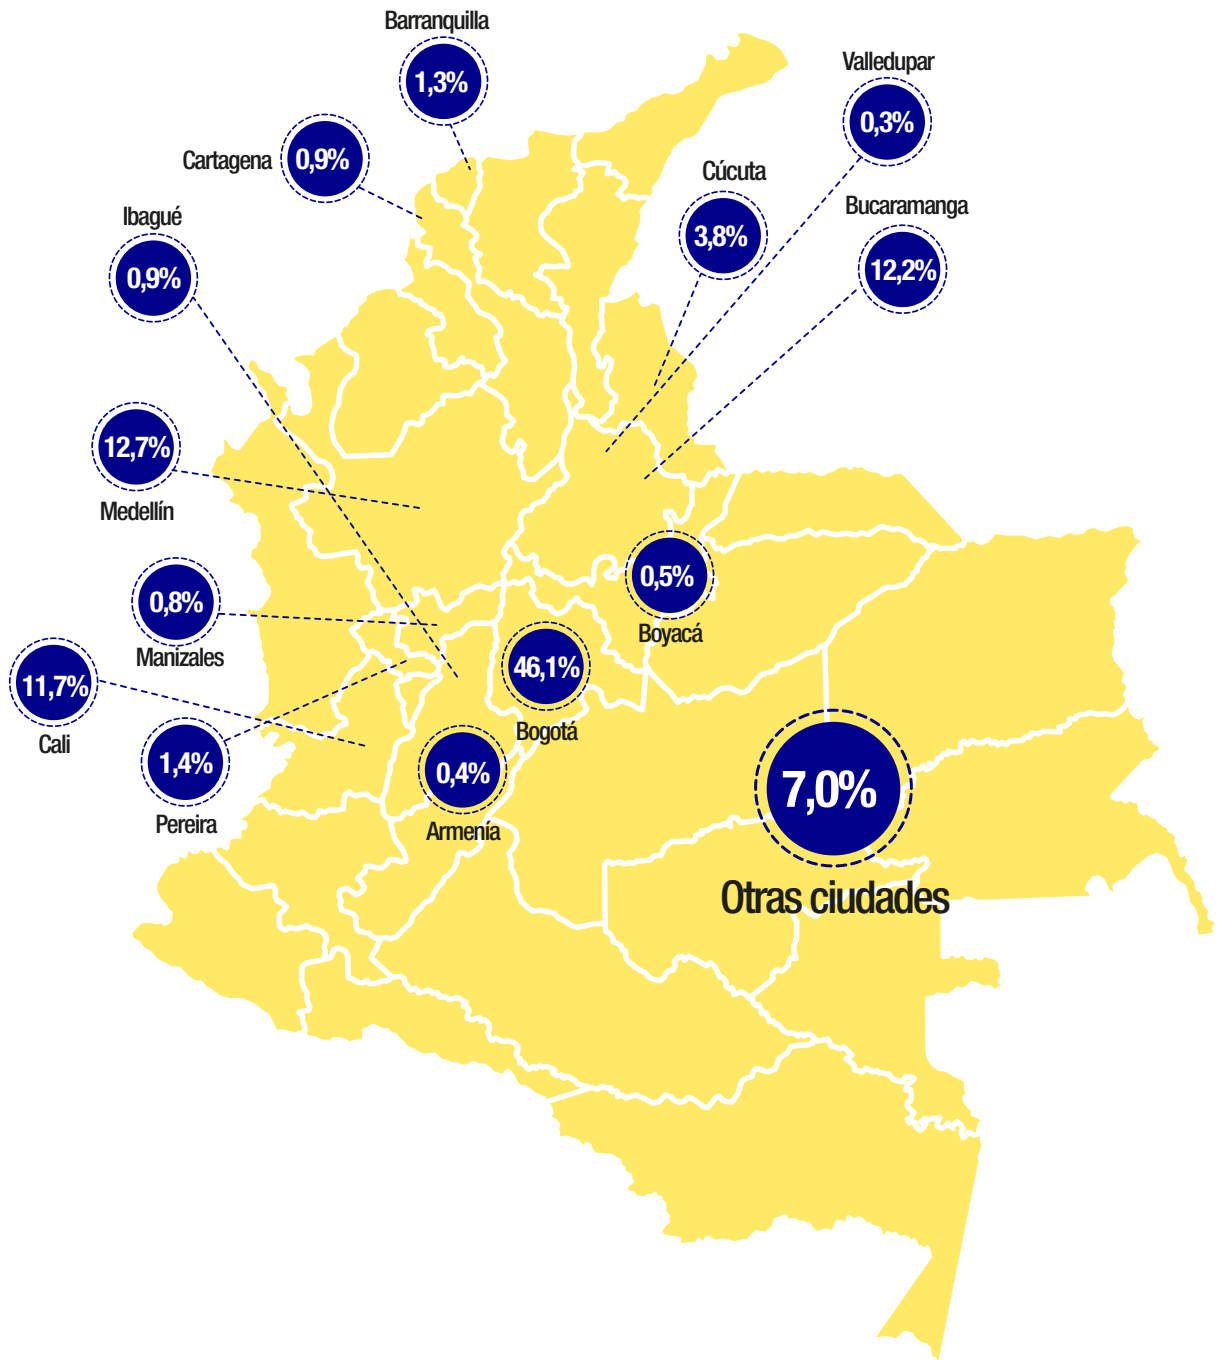 Barranquilla
1,3%
Valledupar
0,3%
Cartagena
0,9%
Cúcuta
3,8%
Bucaramanga
12,2%
Ibagué
0,9%
12,7%
Medellín
0,5%
Boyacá
0,8%
Manizales
46,1%
Bogotá
11,7%
Cali
1,4%
Pereira
0,4%
Armenía
7,0%
Otras ciudades